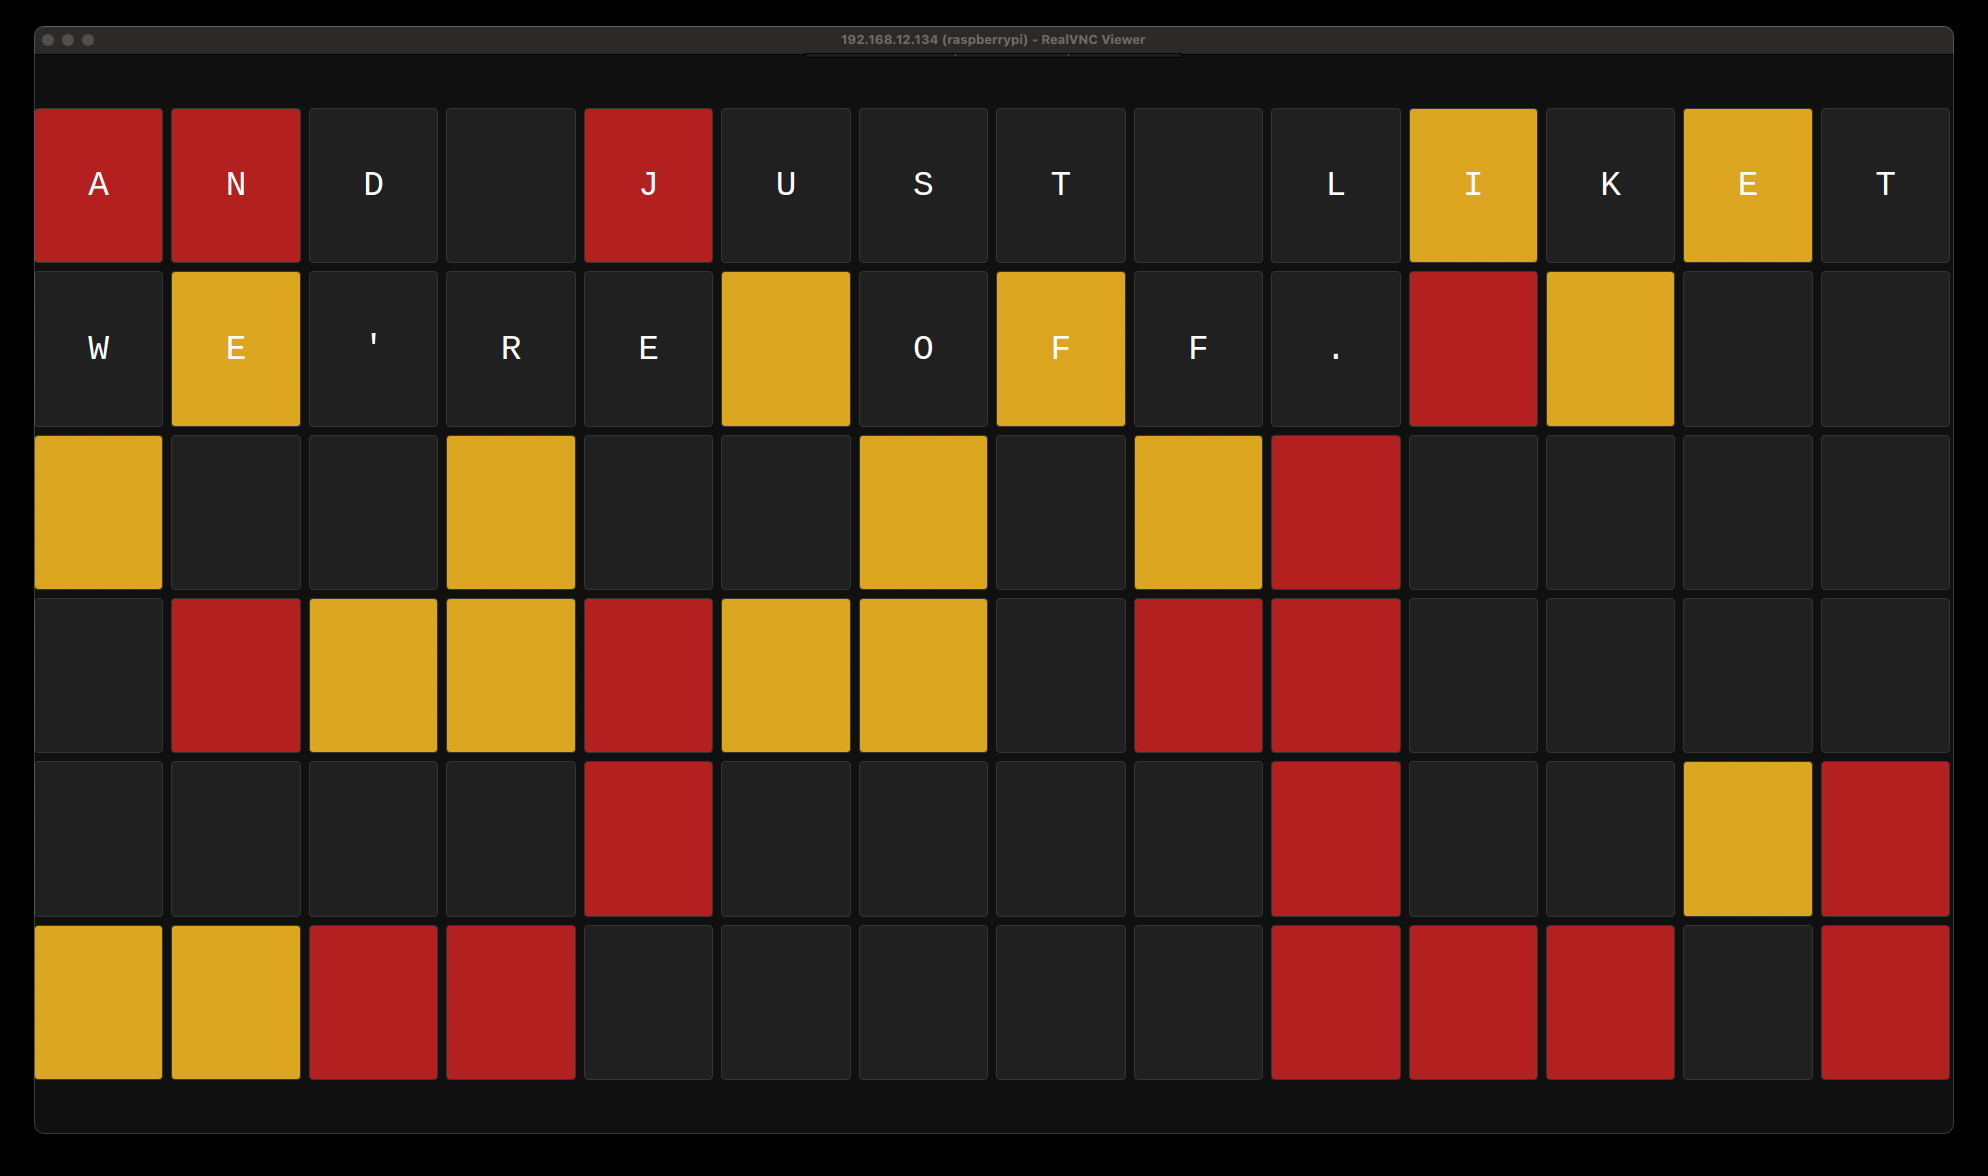 192.168.12.134 (raspberrypi) - RealVNC Viewer
AND JUST LIKET
WE'RE OFF.